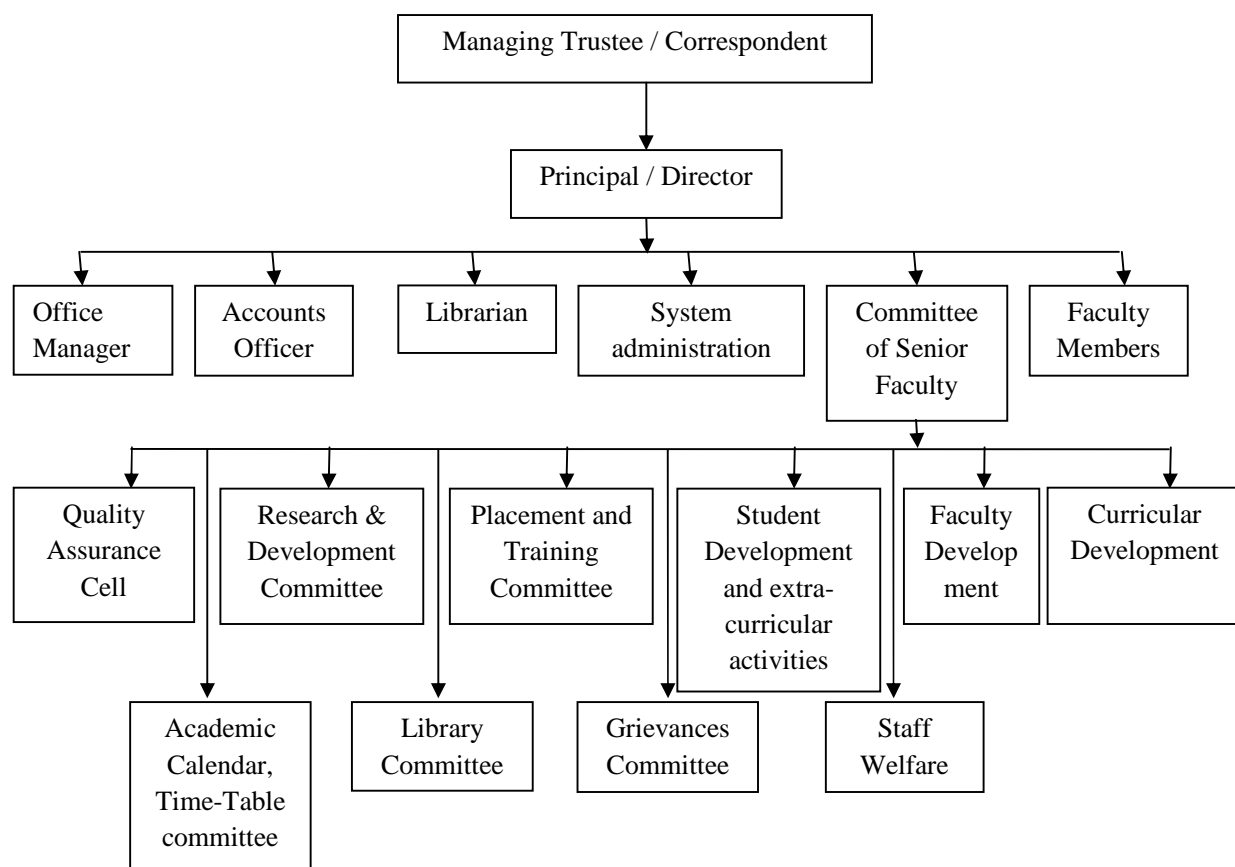 Managing Trustee / Correspondent
Principal / Director
Office
Manager
Accounts
Officer
Librarian
System
administration
Committee
of Senior
Faculty
Faculty
Members
Quality
Assurance
Cell
Research &
Development
Committee
Placement and
Training
Committee
Student
Development
and extra-
curricular
activities
Faculty
Develop
ment
Curricular
Development
Academic
Calendar,
Time-Table
committee
Library
Committee
Grievances
Committee
Staff
Welfare